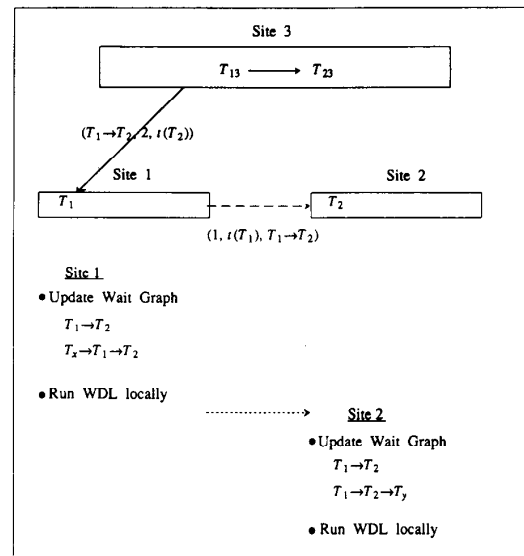 Site 3
T₁₃ → T₂₃
(T₁→T₂, 2, t(T₂))
Site 1
Site 2
T₁
T₂
(1, t(T₁), T₁→T₂)
Site 1
● Update Wait Graph
T₁→T₂
Tₓ→T₁→T₂
● Run WDL locally
Site 2
● Update Wait Graph
T₁→T₂
T₁→T₂→Tᵧ
● Run WDL locally